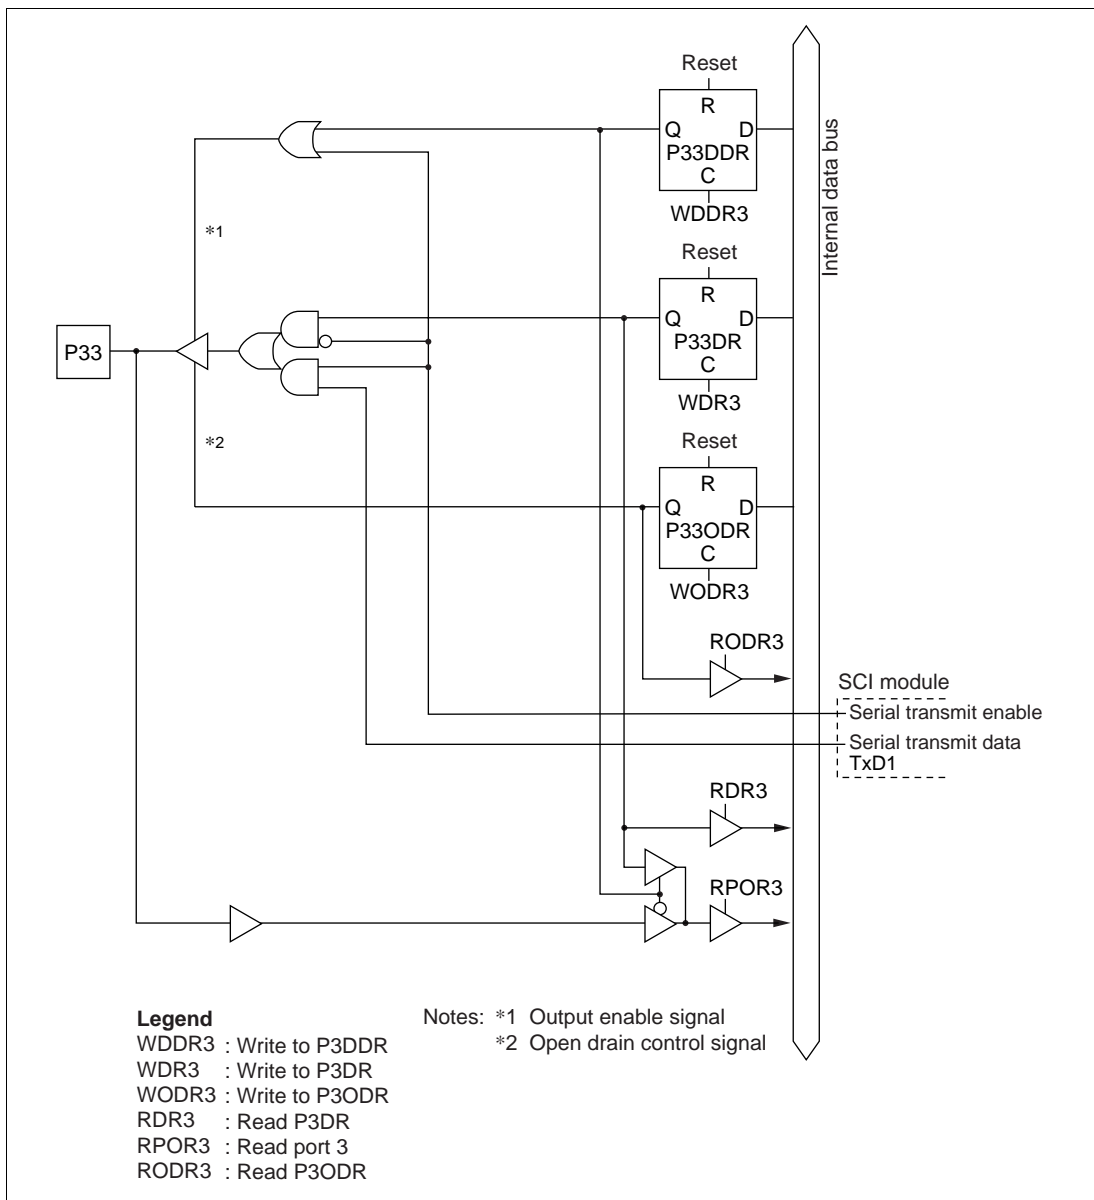 Reset
R
Q D
P33DDR
C
WDDR3
Internal data bus
*1
Reset
R
Q D
P33DR
C
WDR3
P33
*2
Reset
R
Q D
P33ODR
C
WODR3
RODR3
SCI module
Serial transmit enable
Serial transmit data
TxD1
RDR3
RPOR3
Legend
WDDR3 : Write to P3DDR
WDR3 : Write to P3DR
WODR3 : Write to P3ODR
RDR3 : Read P3DR
RPOR3 : Read port 3
RODR3 : Read P3ODR
Notes: *1 Output enable signal
*2 Open drain control signal